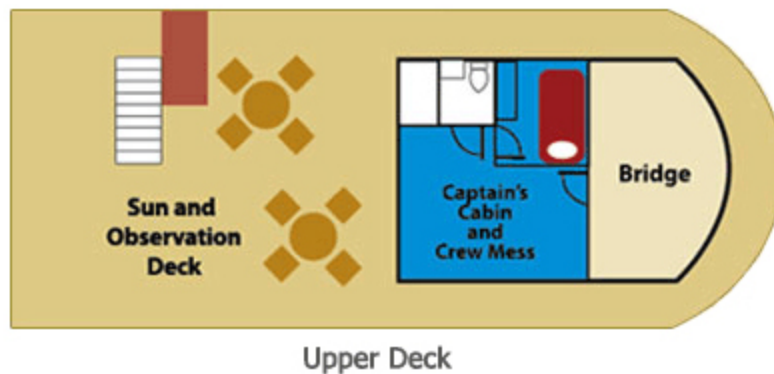 Sun and
Observation
Deck
Captain's
Cabin
and
Crew Mess
Bridge
Upper Deck